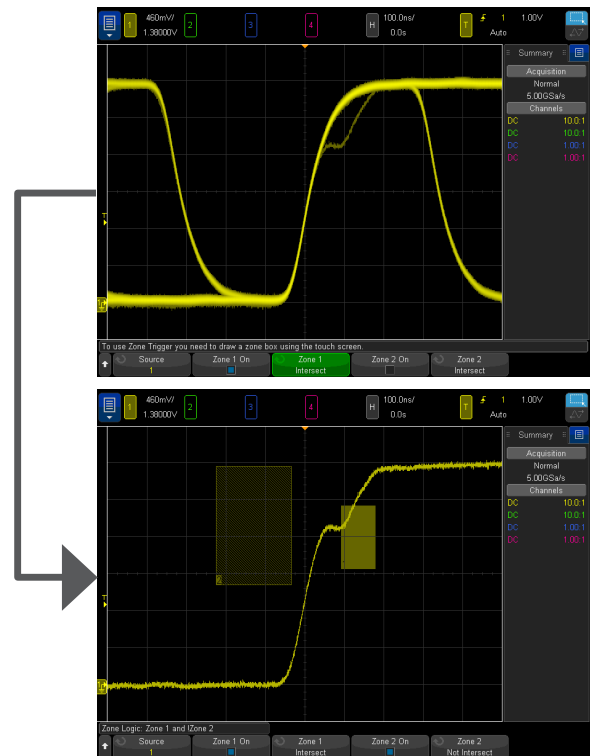 1 460mV/ 1.38000V 2 3 4 H 100.0ns/ 0.0s T 1 1.00V Auto
Summary
Acquisition
Normal
5.00GSa/s
Channels
DC 10.0:1
DC 10.0:1
DC 1.00:1
DC 1.00:1
T
To use Zone Trigger you need to draw a zone box using the touch screen.
Source 1
Zone 1 On
Zone 1 Intersect
Zone 2 On
Zone 2 Intersect
1 460mV/ 1.38000V 2 3 4 H 100.0ns/ 0.0s T 1 1.00V Auto
Summary
Acquisition
Normal
5.00GSa/s
Channels
DC 10.0:1
DC 10.0:1
DC 1.00:1
DC 1.00:1
T
Zone Logic: Zone 1 and !Zone 2
Source 1
Zone 1 On
Zone 1 Intersect
Zone 2 On
Zone 2 Not Intersect